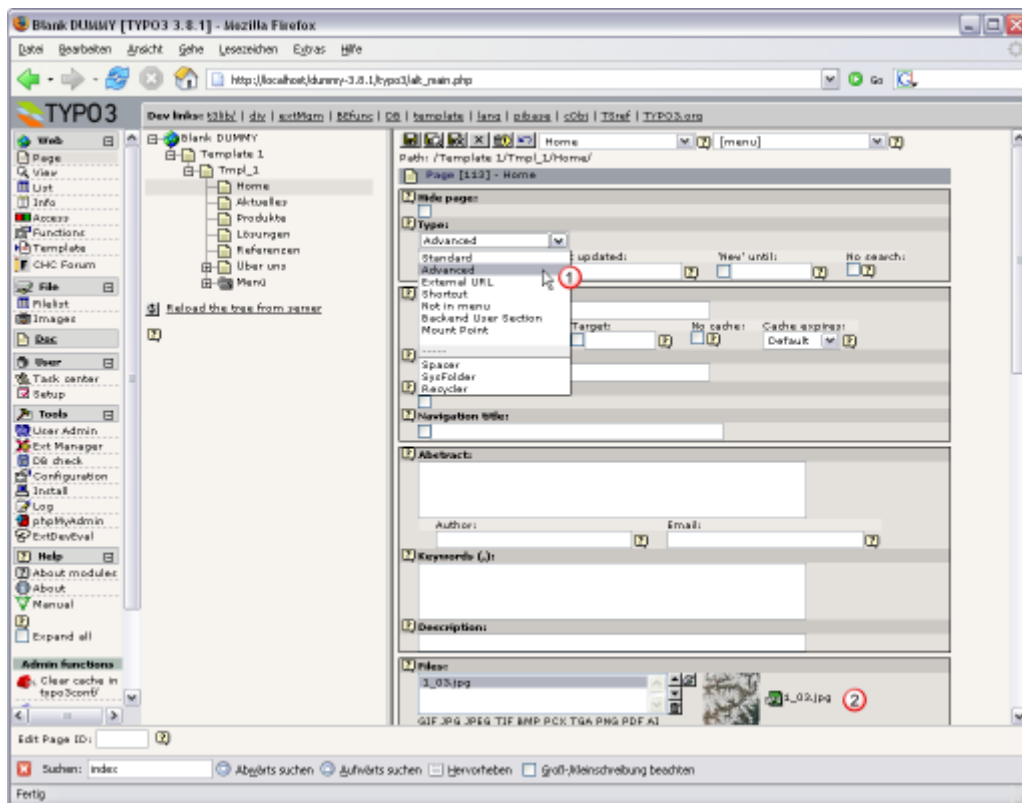 Blank DUMMY [TYPO3 3.8.1] - Mozilla Firefox
Datei Bearbeiten Ansicht Gehe Lesezeichen Extras Hilfe
http://localhost/dummy-3.8.1/typo3/alt_main.php
Go
TYPO3
Dev links: t3lib/ | div | extMgm | BEfunc | DB | template | lang | pibase | cObj | TSref | TYPO3.org
Web
Page
View
List
Info
Access
Functions
Template
CHC Forum
File
Filelist
Images
Doc
User
Task center
Setup
Tools
User Admin
Ext Manager
DB check
Configuration
Install
Log
phpMyAdmin
ExtDevEval
Help
About modules
About
Manual
Expand all
Admin functions
Clear cache in
typo3conf/
Blank DUMMY
Template 1
Tmpl_1
Home
Aktuelles
Produkte
Lösungen
Referenzen
Über uns
Menü
Reload the tree from server
Home
[menu]
Path: /Template 1/Tmpl_1/Home/
Page [113] - Home
Hide page:
Type:
Advanced
Standard
Advanced
External URL
Shortcut
Not in menu
Backend User Section
Mount Point
-----
Spacer
SysFolder
Recycler
1
updated:
'New' until:
No search:
Target:
No cache:
Cache expires:
Default
Navigation title:
Abstract:
Author:
Email:
Keywords (,):
Description:
Files:
1_03.jpg
1_03.jpg
2
GIF JPG JPEG TIF BMP PCX TGA PNG PDF AI
Edit Page ID:
Suchen: index
Abwärts suchen
Aufwärts suchen
Hervorheben
Groß-/Kleinschreibung beachten
Fertig